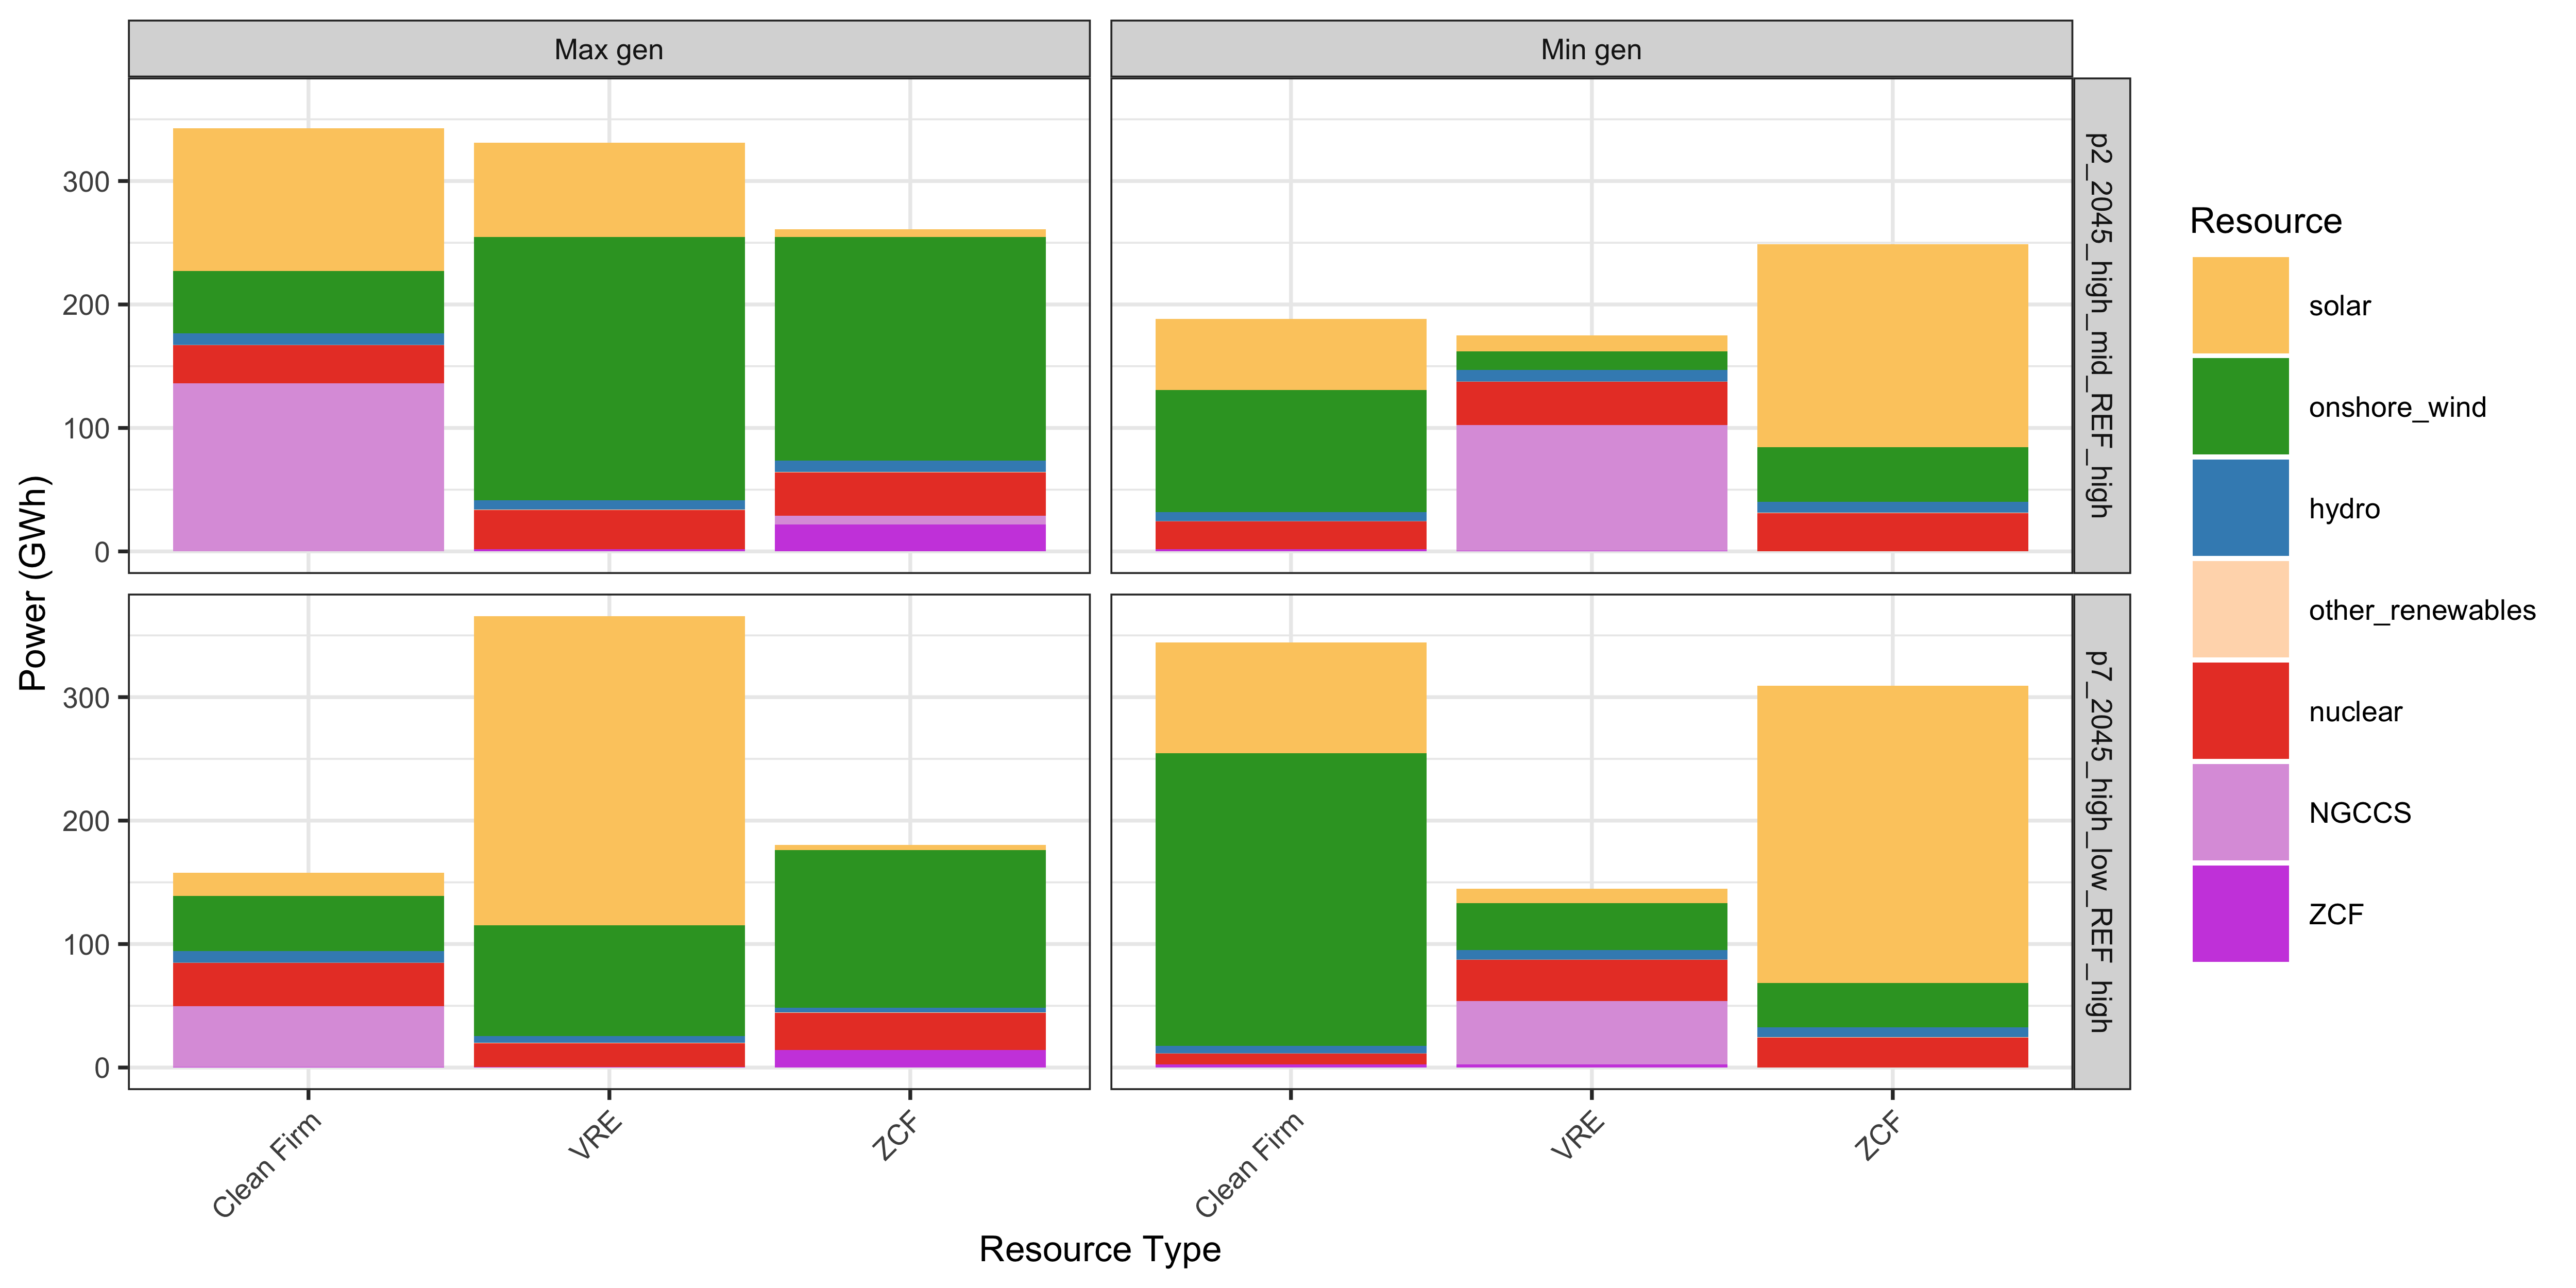 Max gen
Min gen
Power (GWh)
300
200
100
0
p2_2045_high_mid_REF_high
300
200
100
0
p7_2045_high_low_REF_high
Clean Firm
VRE
ZCF
Clean Firm
VRE
ZCF
Resource Type
Resource
solar
onshore_wind
hydro
other_renewables
nuclear
NGCCS
ZCF